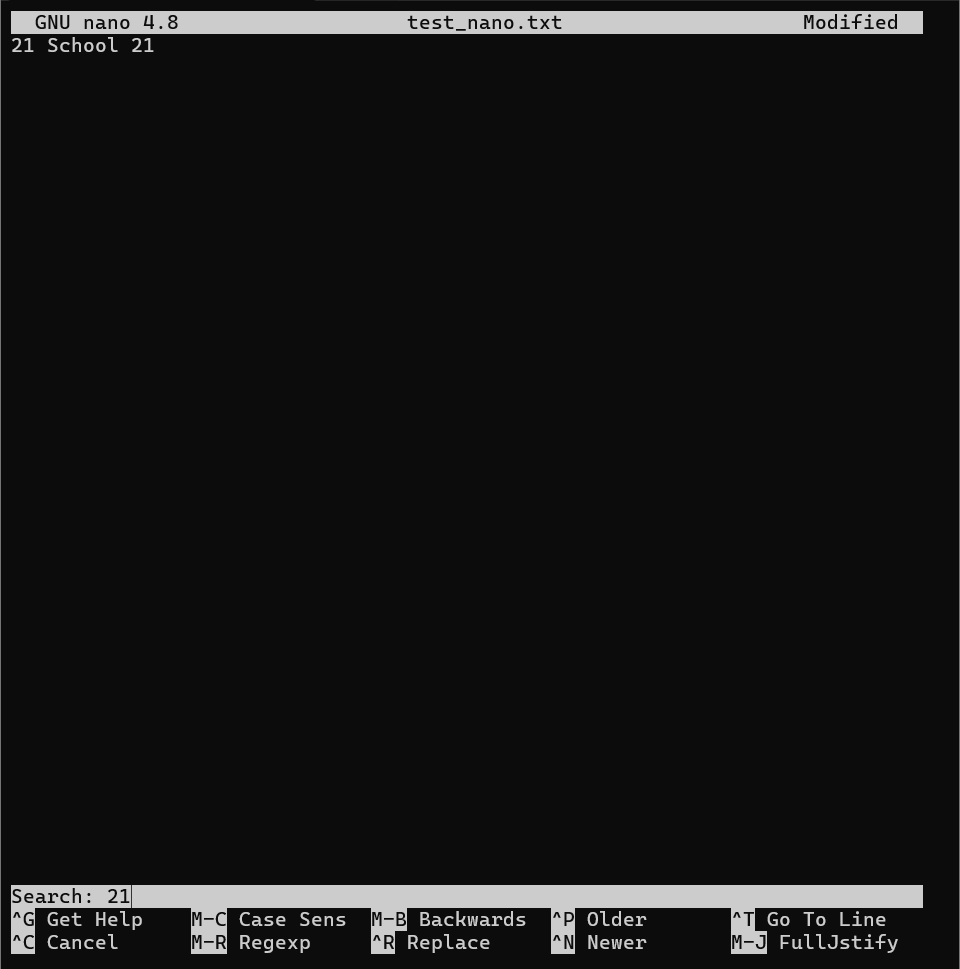 GNU nano 4.8 test_nano.txt Modified
21 School 21
Search: 21
^G Get Help M-C Case Sens M-B Backwards ^P Older ^T Go To Line
^C Cancel M-R Regexp ^R Replace ^N Newer M-J FullJstify